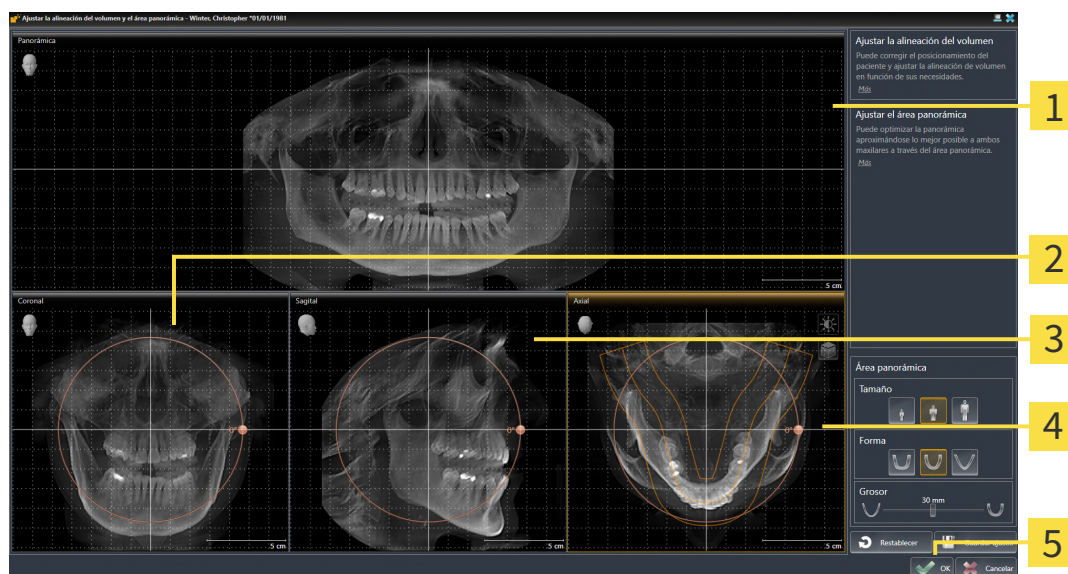 Ajustar la alineación del volumen y el área panorámica - Winter, Christopher *01/01/1981
Panorámica
5 cm
Coronal
0°
5 cm
Sagital
0°
5 cm
Axial
0°
5 cm
Ajustar la alineación del volumen
Puede corregir el posicionamiento del
paciente y ajustar la alineación de volumen
en función de sus necesidades.
Más
Ajustar el área panorámica
Puede optimizar la panorámica
aproximándose lo mejor posible a ambos
maxilares a través del área panorámica.
Más
Área panorámica
Tamaño
Forma
Grosor
30 mm
Restablecer
OK
Cancelar
1
2
3
4
5